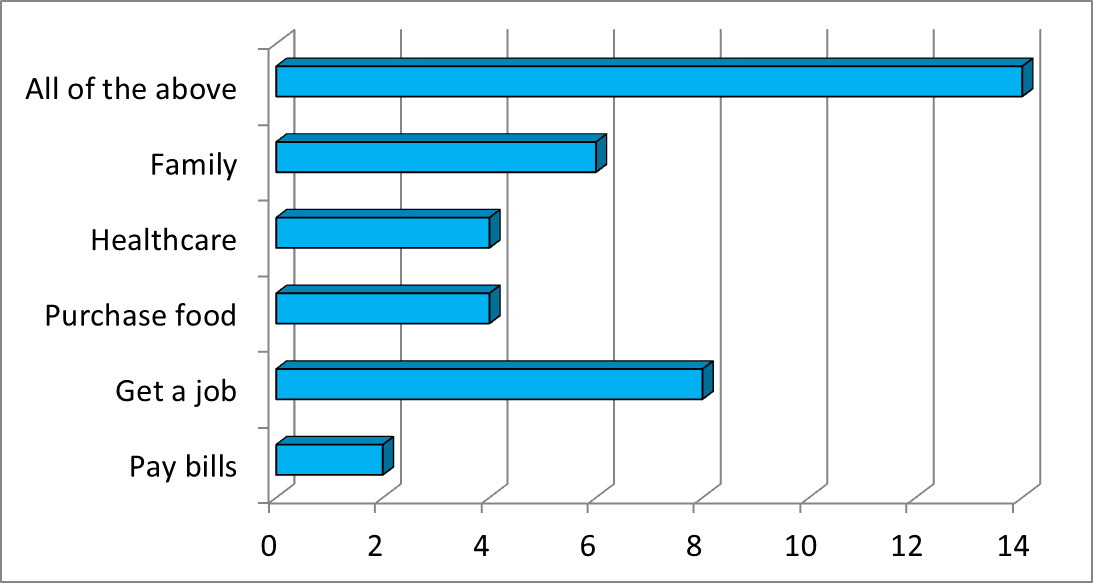 All of the above
Family
Healthcare
Purchase food
Get a job
Pay bills
0 2 4 6 8 10 12 14